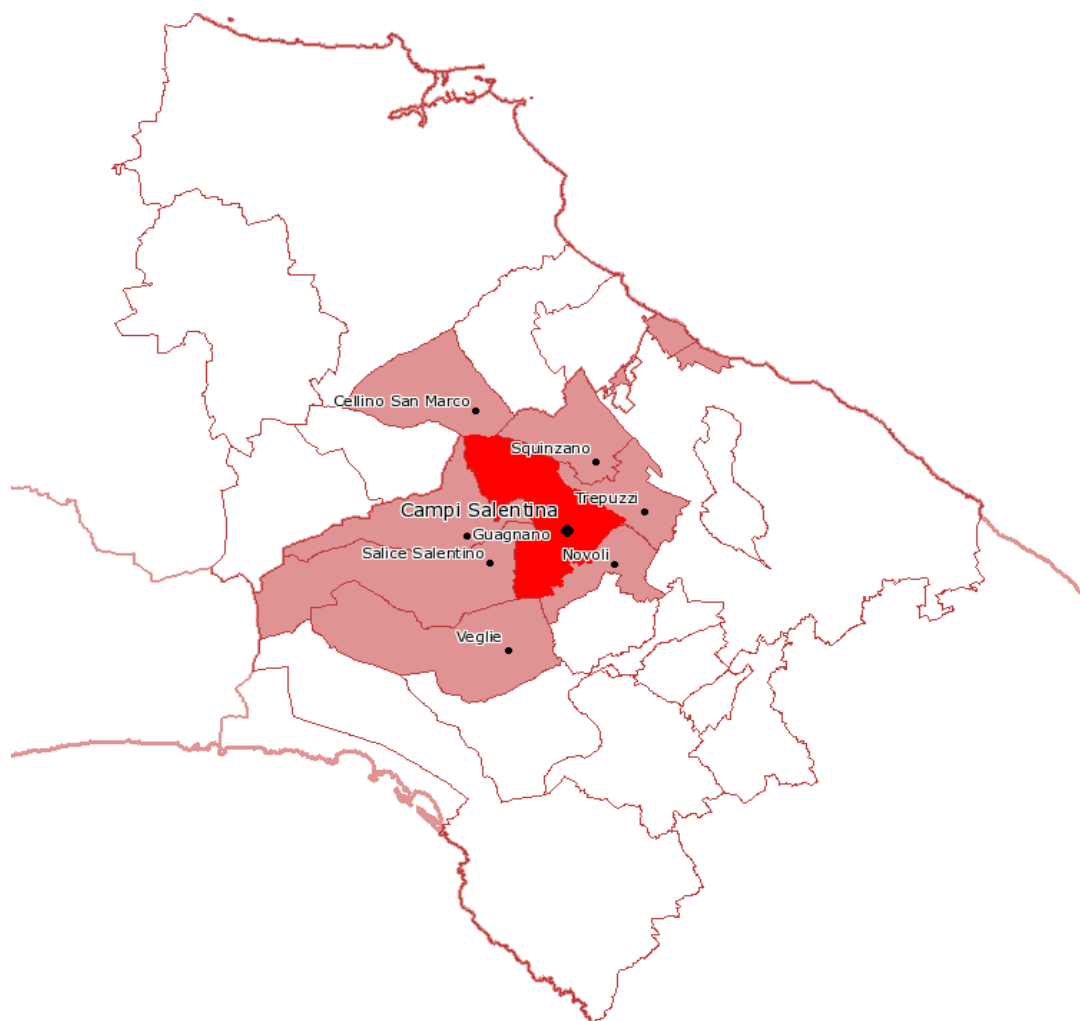 Cellino San Marco
Squinzano
Trepuzzi
Campi Salentina
Guagnano
Salice Salentino
Novoli
Veglie